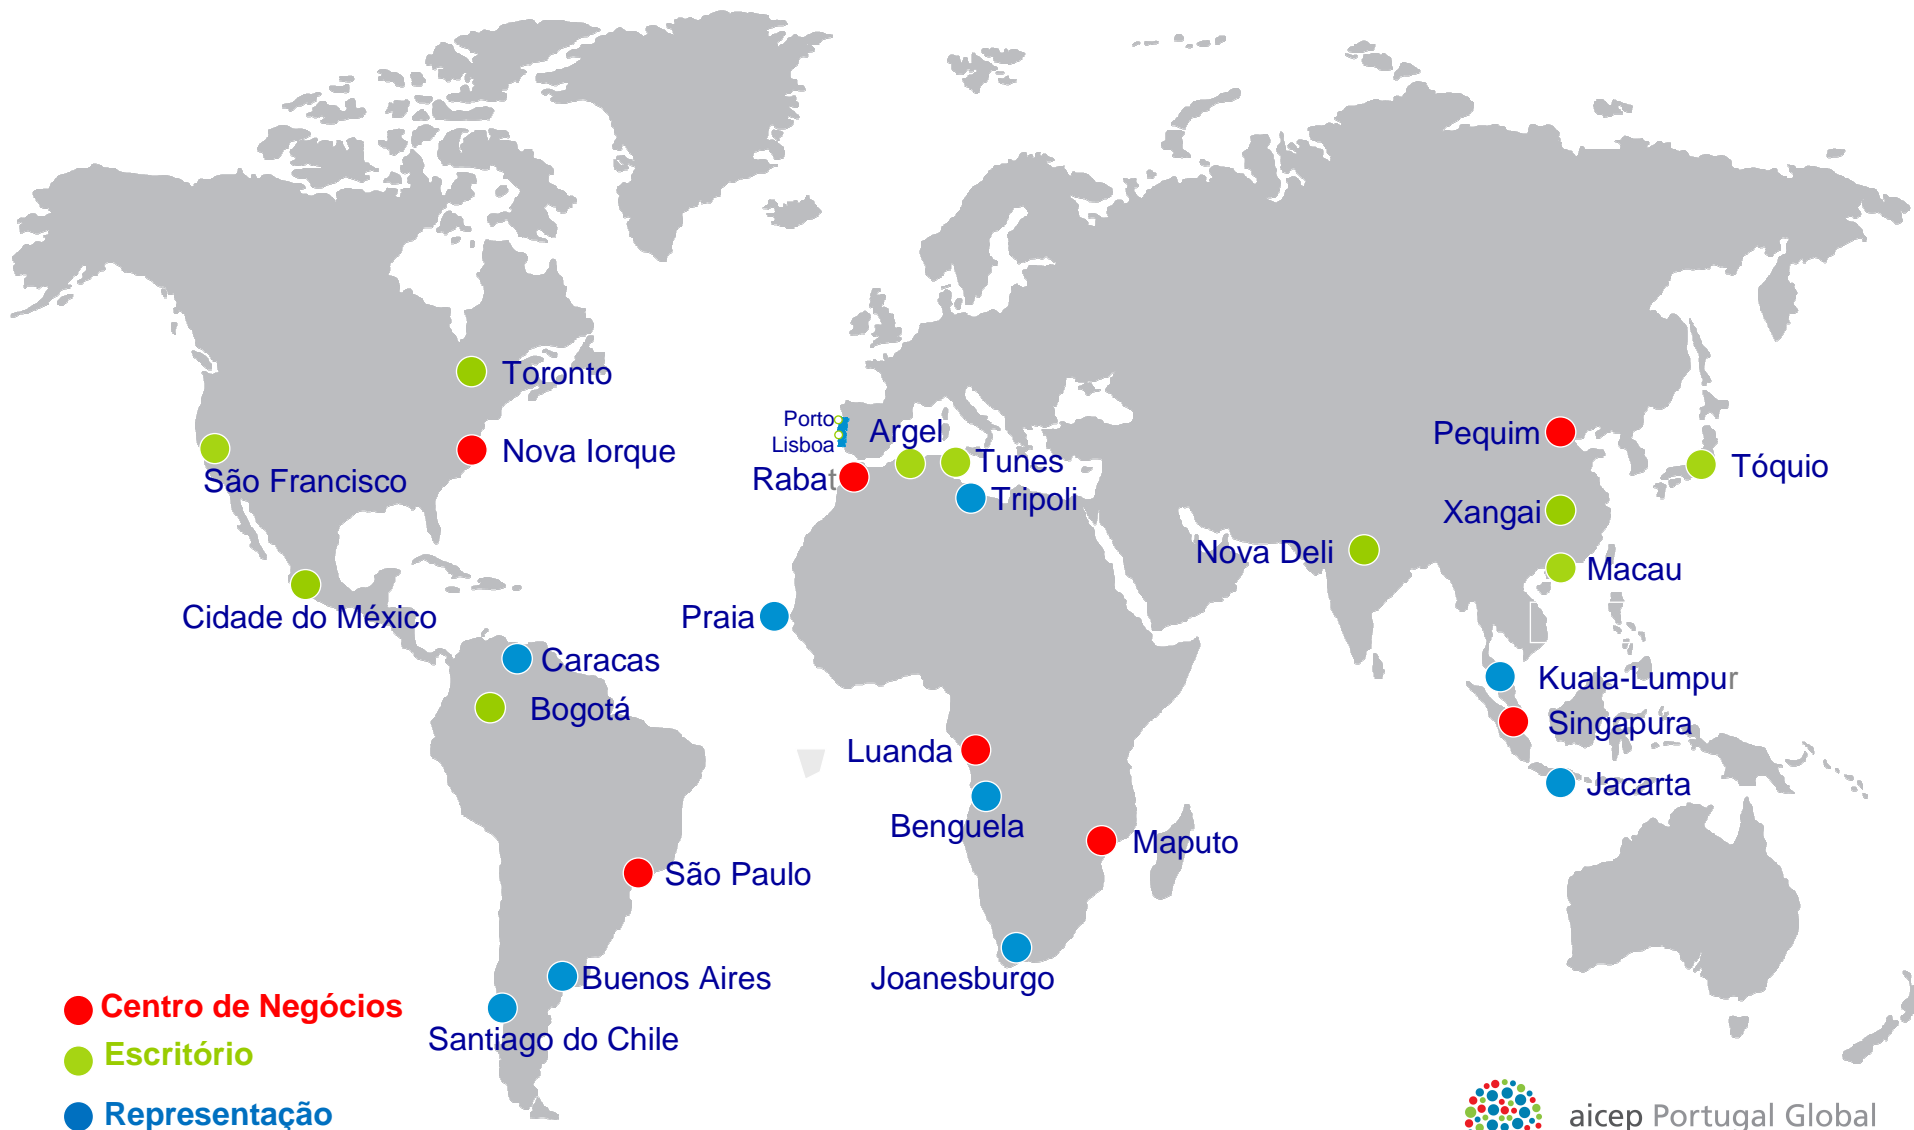 Toronto
Porto
Lisboa
Argel
Nova Iorque
Pequim
São Francisco
Rabat
Tunes
Tóquio
Tripoli
Xangai
Nova Deli
Macau
Cidade do México
Praia
Caracas
Kuala-Lumpur
Bogotá
Singapura
Luanda
Jacarta
Benguela
Maputo
São Paulo
Buenos Aires
Joanesburgo
Santiago do Chile
Centro de Negócios
Escritório
Representação
aicep Portugal Global